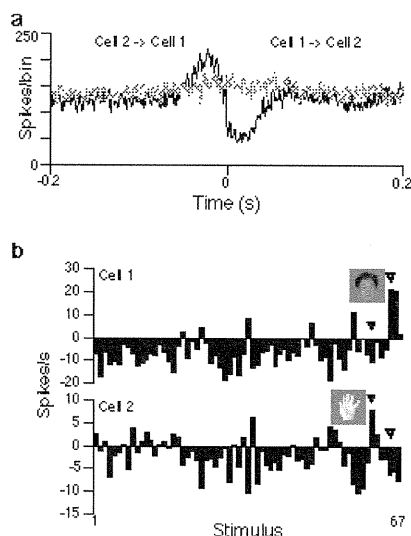 a
250
Cell 2 -> Cell 1
Cell 1 -> Cell 2
Spikes/bin
0
-0.2
0
0.2
Time (s)
b
30
20
10
0
-10
-20
Cell 1
Spikes/s
10
5
0
-5
-10
-15
Cell 2
1
67
Stimulus